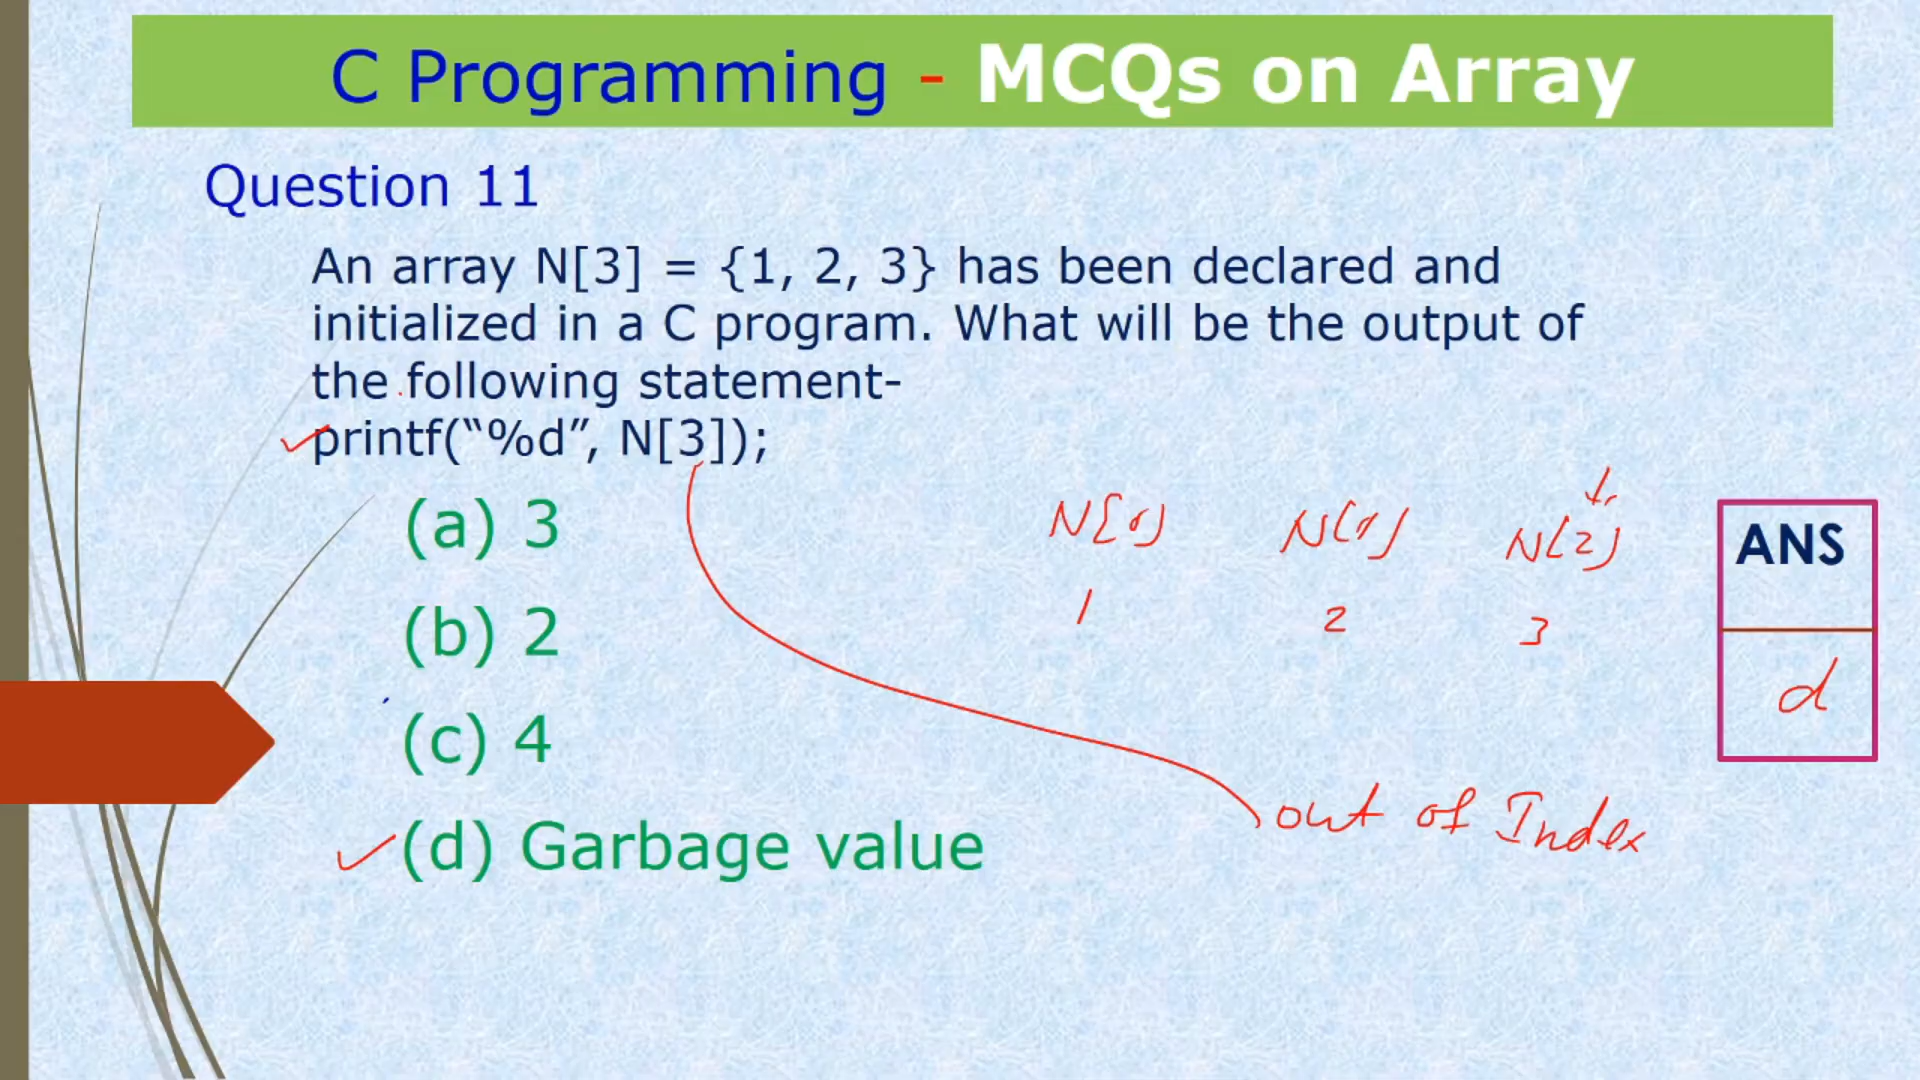 C Programming - MCQs on Array
Question 11
An array N[3] = {1, 2, 3} has been declared and
initialized in a C program. What will be the output of
the following statement-
printf(“%d”, N[3]);
(a) 3
(b) 2
(c) 4
(d) Garbage value
N[0] N[1] N[2]
1 2 3
out of Index
ANS
d